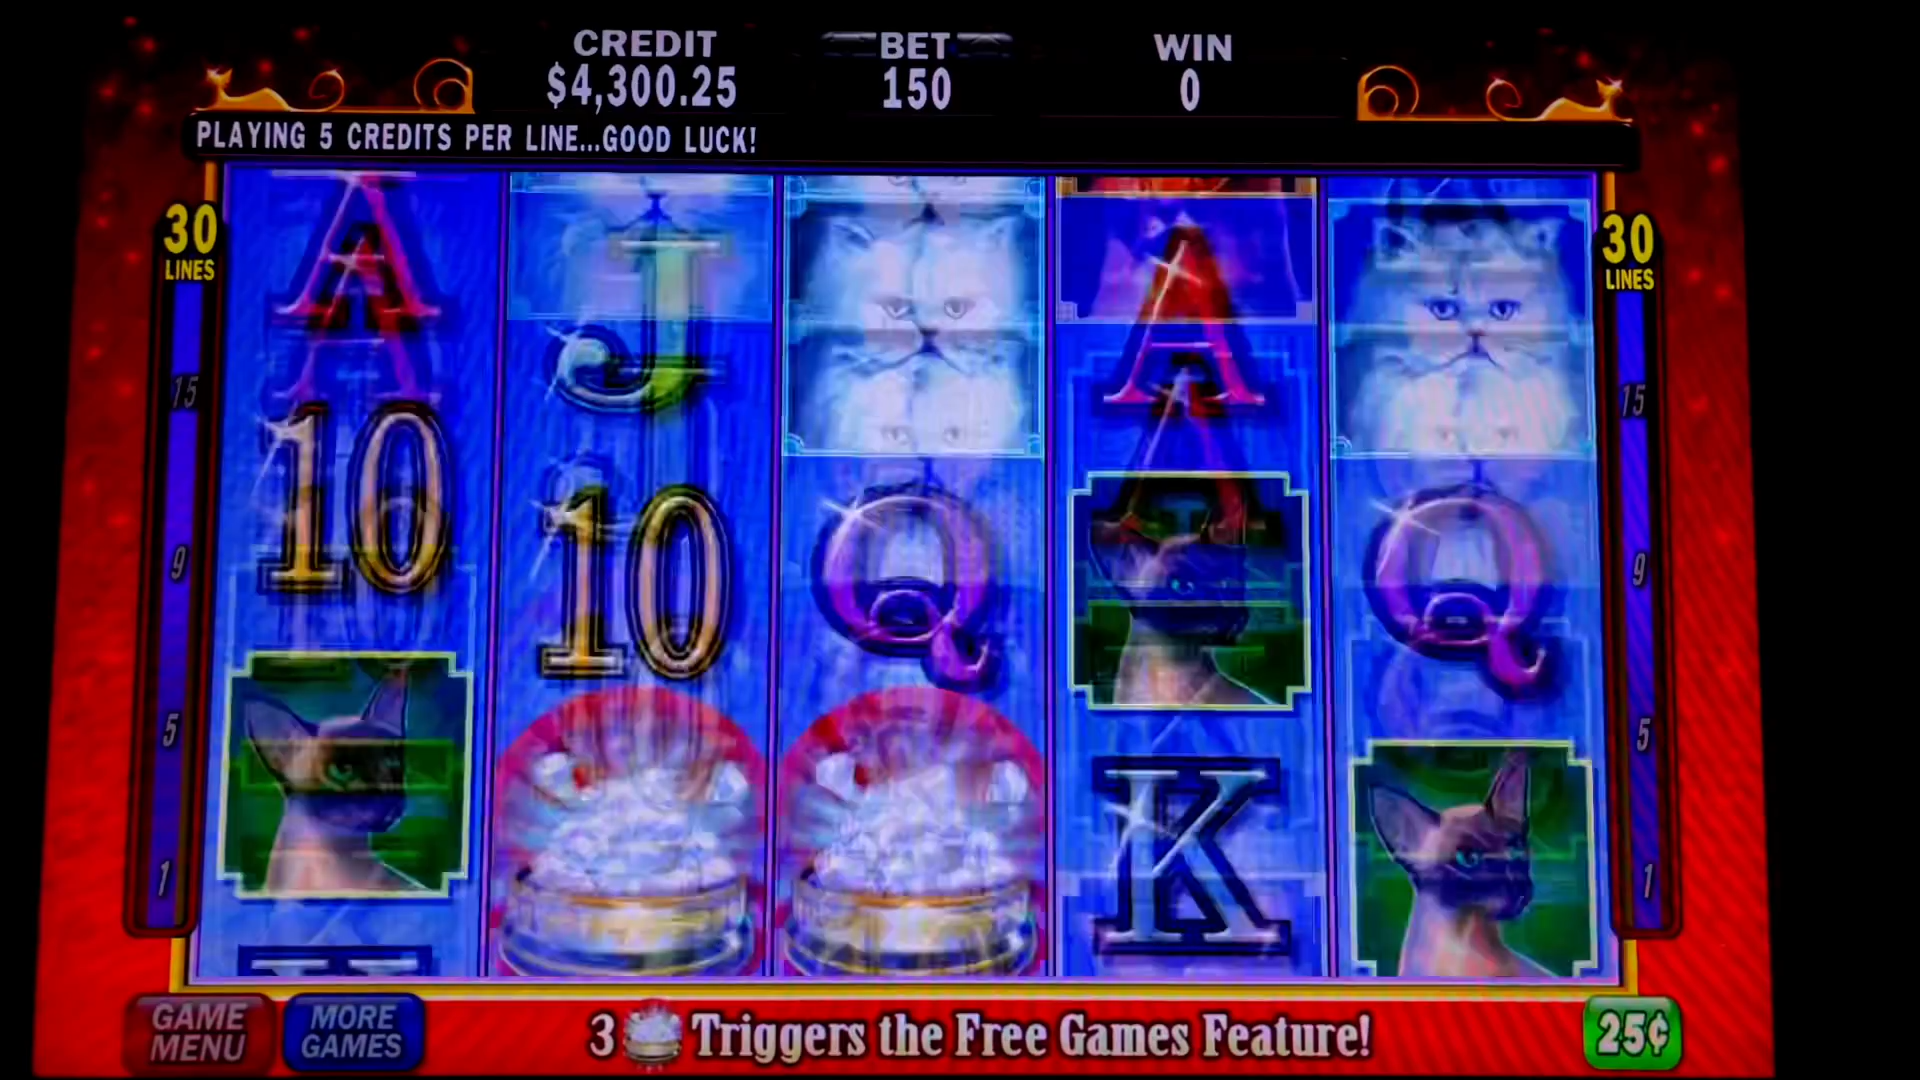 CREDIT BET WIN
$4,300.25 150 0
PLAYING 5 CREDITS PER LINE...GOOD LUCK!
30 LINES
30 LINES
A J A
10 10 Q Q
K
15 15
9 9
5 5
1 1
GAME MENU
MORE GAMES
3 Triggers the Free Games Feature!
25¢